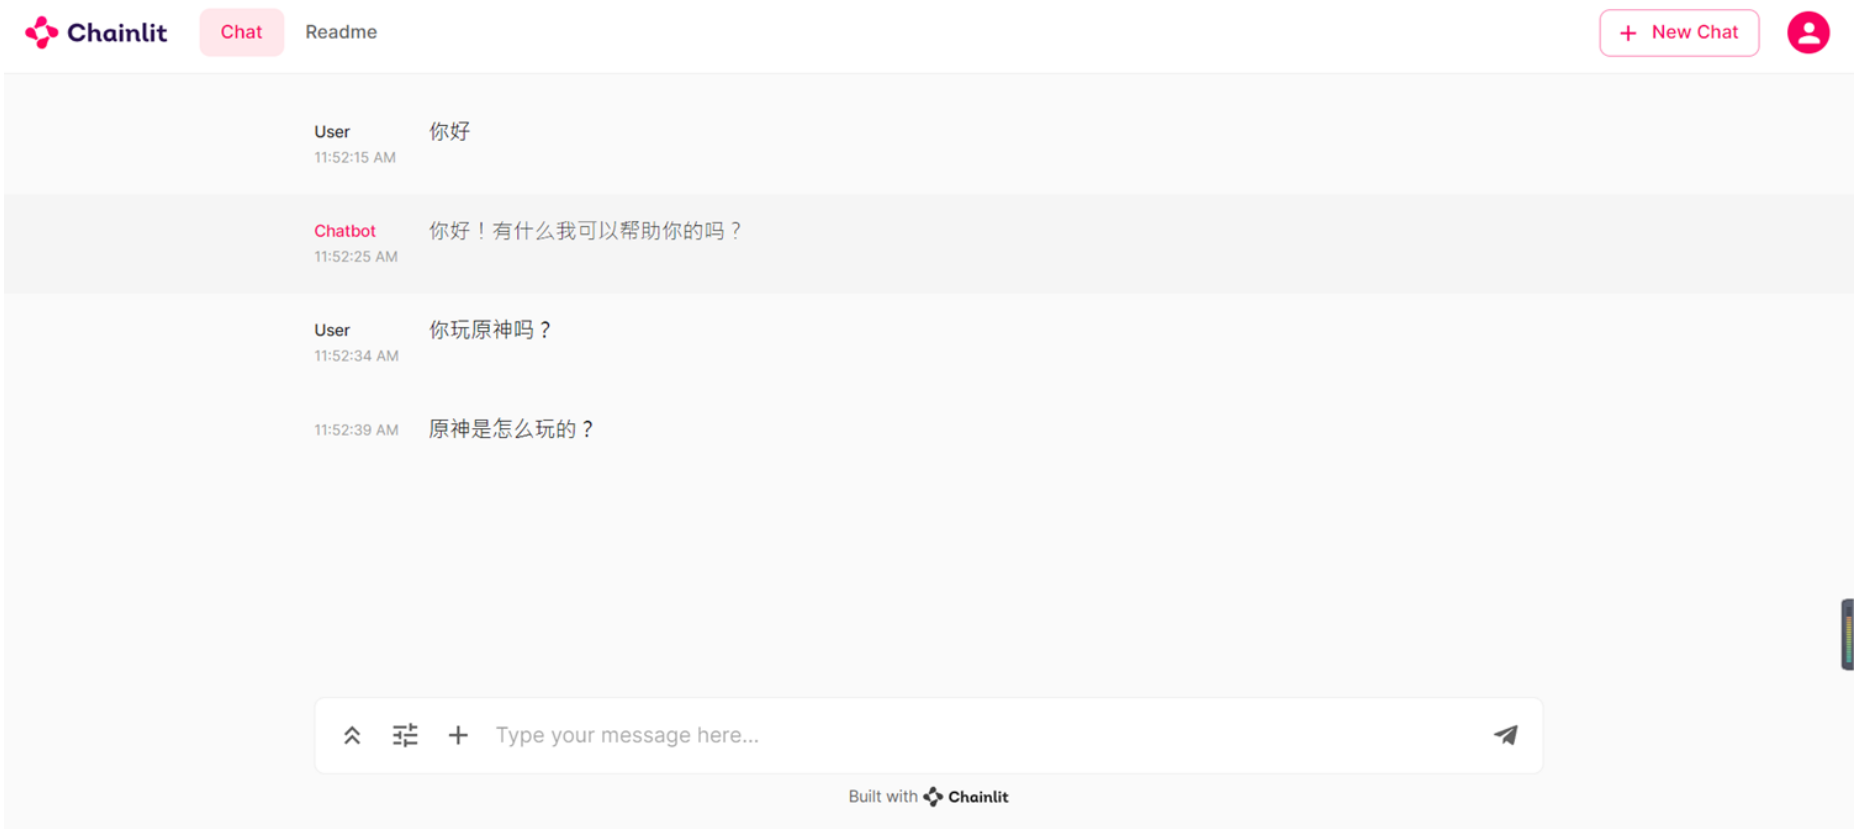 Chainlit Chat Readme + New Chat
User 你好
11:52:15 AM
Chatbot 你好！有什么我可以帮助你的吗？
11:52:25 AM
User 你玩原神吗？
11:52:34 AM
11:52:39 AM 原神是怎么玩的？
Type your message here...
Built with Chainlit